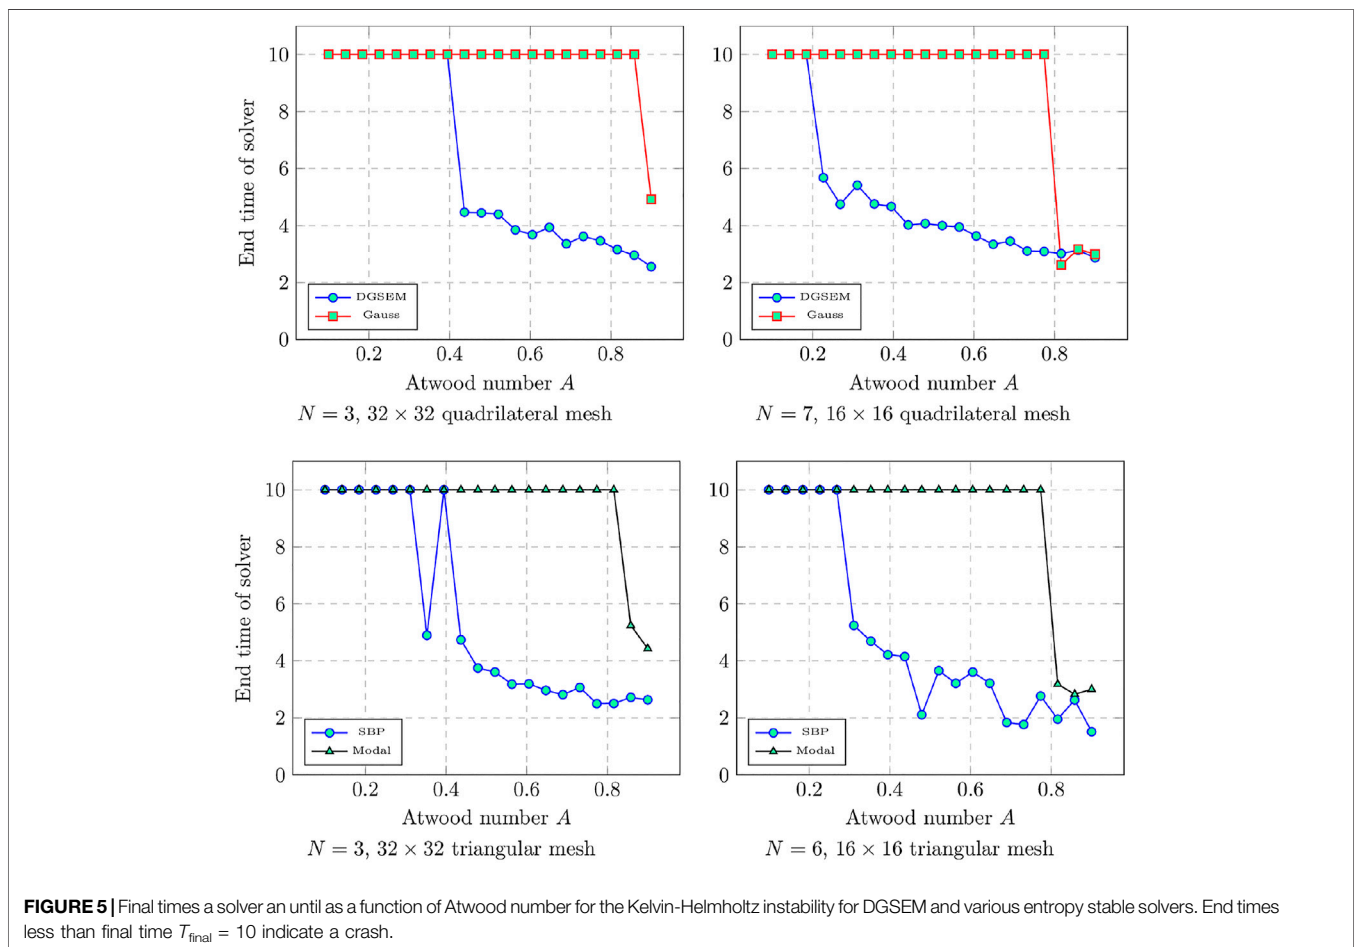 10
8
6
4
2
0
End time of solver
DGSEM
Gauss
0.2 0.4 0.6 0.8
Atwood number A
N = 3, 32 × 32 quadrilateral mesh
10
8
6
4
2
0
DGSEM
Gauss
0.2 0.4 0.6 0.8
Atwood number A
N = 7, 16 × 16 quadrilateral mesh
10
8
6
4
2
0
End time of solver
SBP
Modal
0.2 0.4 0.6 0.8
Atwood number A
N = 3, 32 × 32 triangular mesh
10
8
6
4
2
0
SBP
Modal
0.2 0.4 0.6 0.8
Atwood number A
N = 6, 16 × 16 triangular mesh
FIGURE 5 | Final times a solver an until as a function of Atwood number for the Kelvin-Helmholtz instability for DGSEM and various entropy stable solvers. End times
less than final time T_final = 10 indicate a crash.